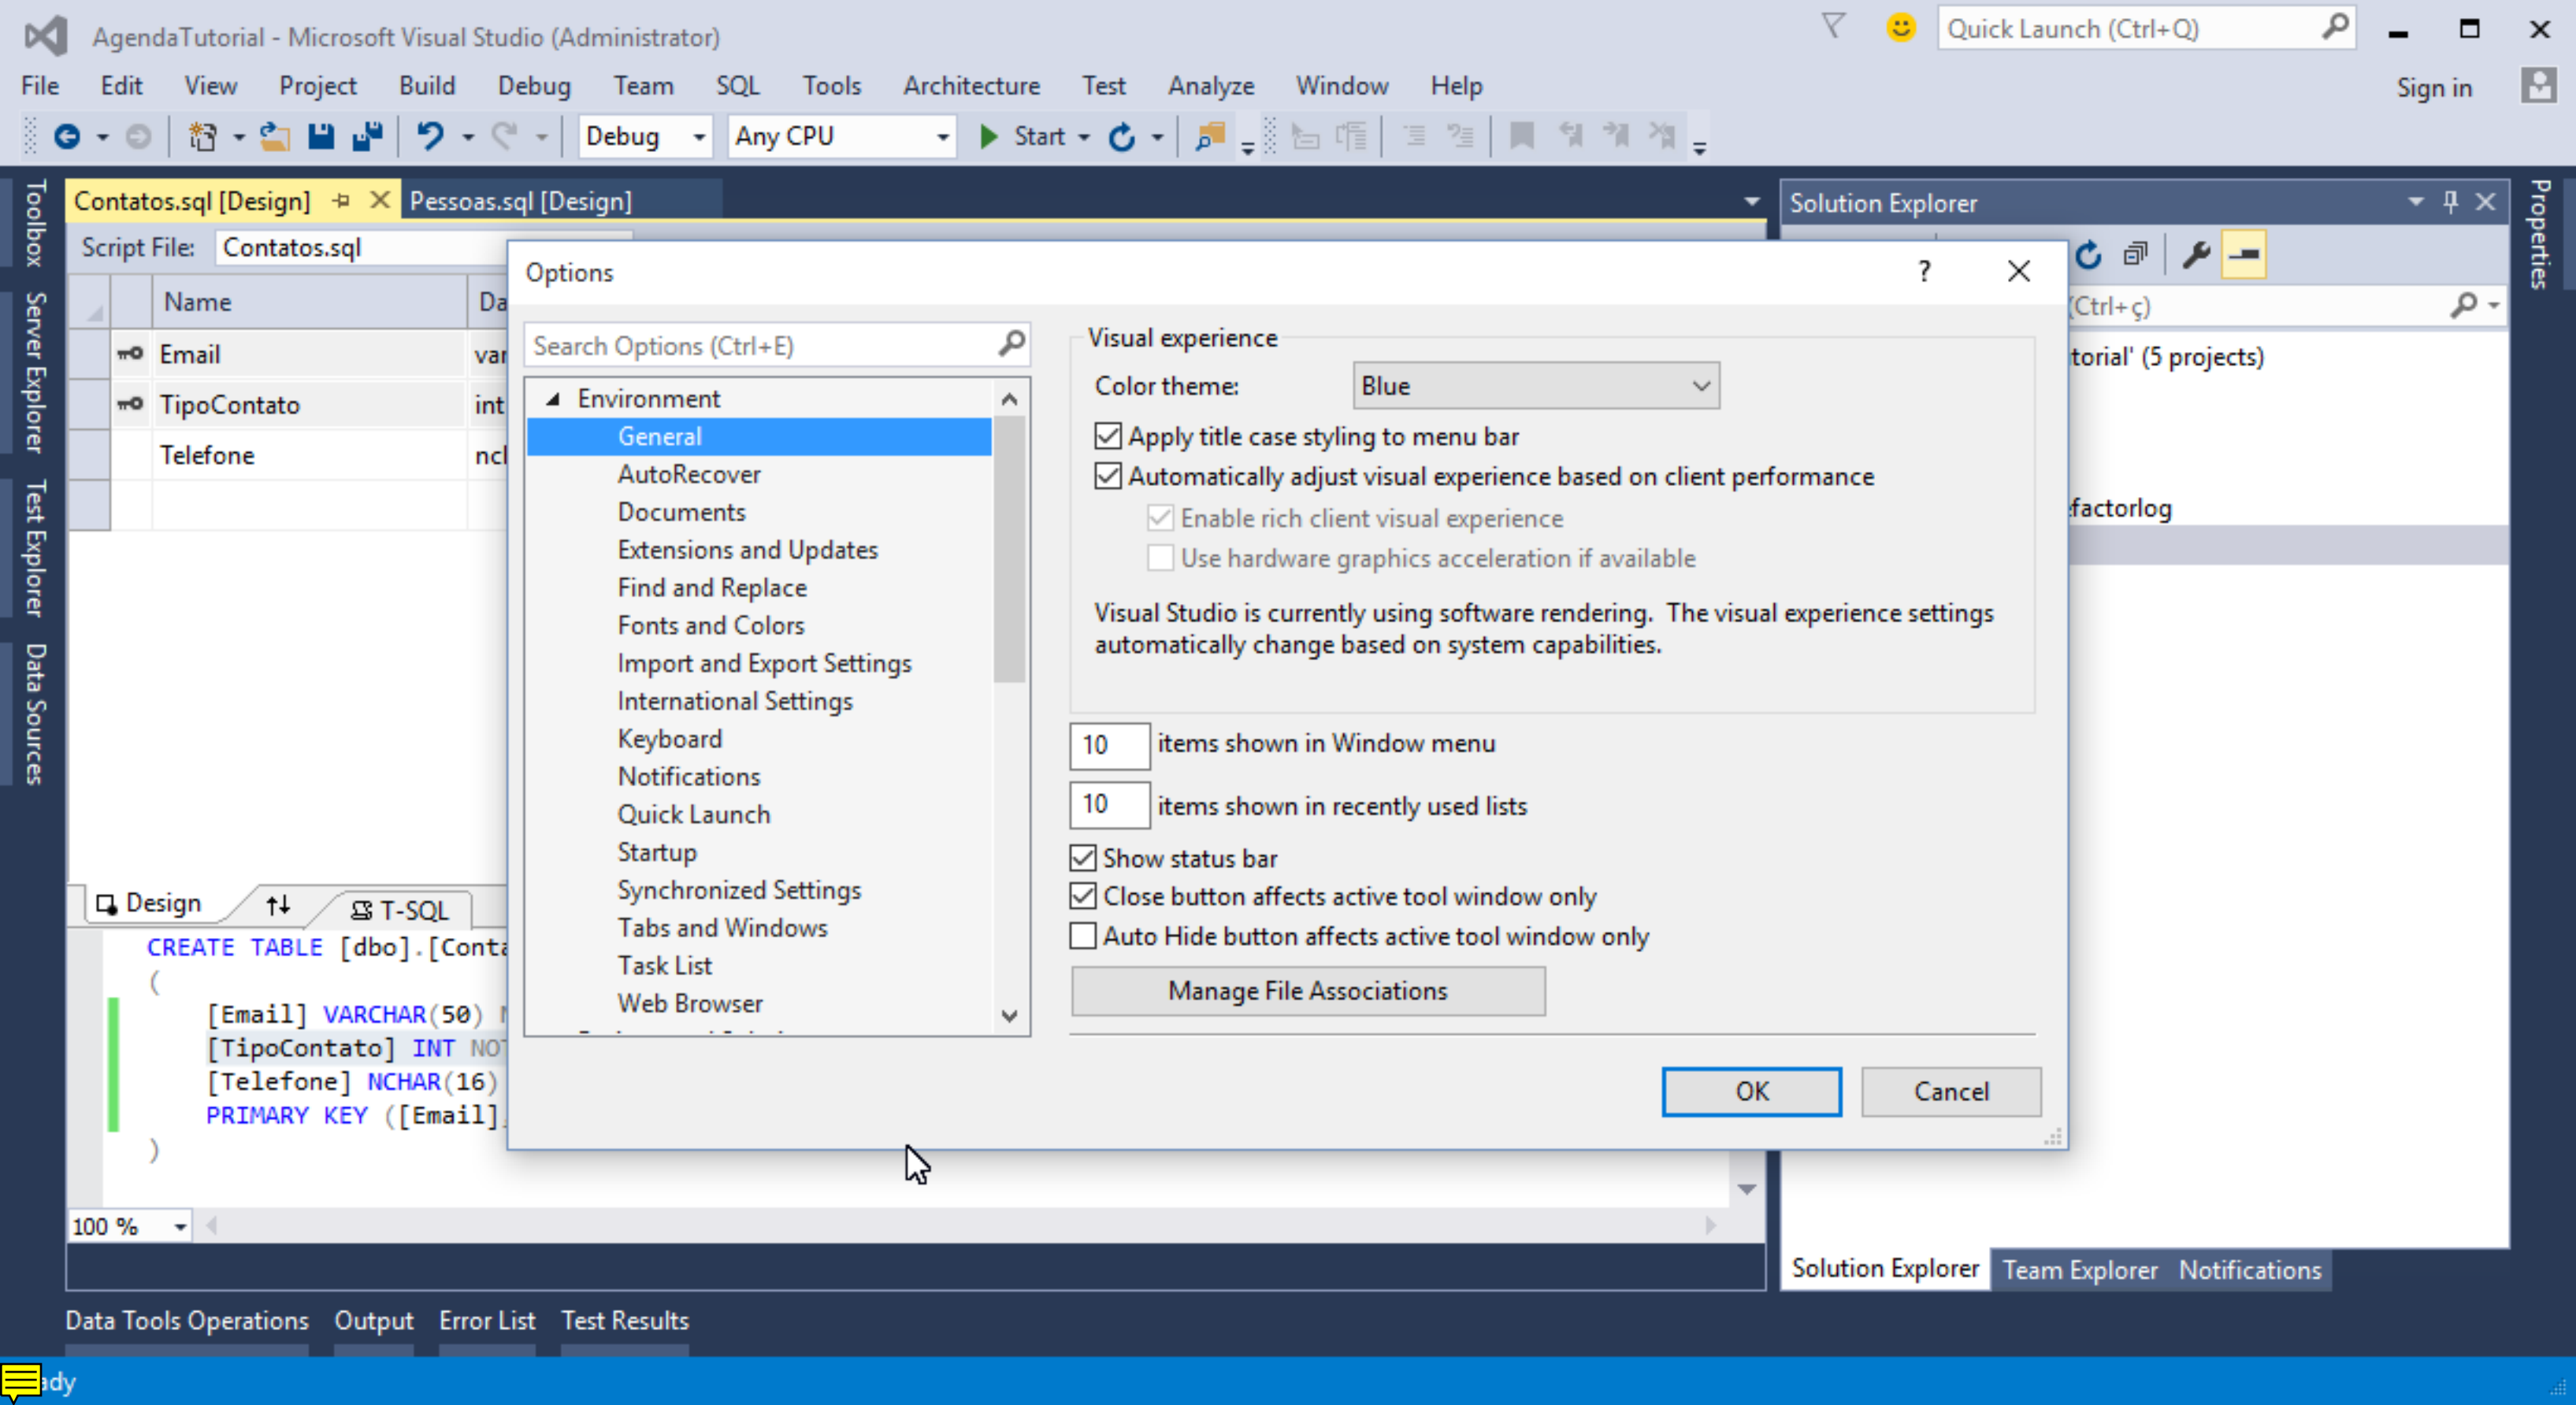 AgendaTutorial - Microsoft Visual Studio (Administrator)
Quick Launch (Ctrl+Q)
File Edit View Project Build Debug Team SQL Tools Architecture Test Analyze Window Help
Sign in
Debug Any CPU Start
Toolbox
Server Explorer
Test Explorer
Data Sources
Contatos.sql [Design] Pessoas.sql [Design]
Script File: Contatos.sql
Name Da
Email var
TipoContato int
Telefone ncl
Design T-SQL
CREATE TABLE [dbo].[Conta
(
[Email] VARCHAR(50) N
[TipoContato] INT NOT
[Telefone] NCHAR(16)
PRIMARY KEY ([Email],
)
100 %
Options
?
Search Options (Ctrl+E)
Environment
General
AutoRecover
Documents
Extensions and Updates
Find and Replace
Fonts and Colors
Import and Export Settings
International Settings
Keyboard
Notifications
Quick Launch
Startup
Synchronized Settings
Tabs and Windows
Task List
Web Browser
Visual experience
Color theme: Blue
Apply title case styling to menu bar
Automatically adjust visual experience based on client performance
Enable rich client visual experience
Use hardware graphics acceleration if available
Visual Studio is currently using software rendering. The visual experience settings
automatically change based on system capabilities.
10 items shown in Window menu
10 items shown in recently used lists
Show status bar
Close button affects active tool window only
Auto Hide button affects active tool window only
Manage File Associations
OK Cancel
Solution Explorer
(Ctrl+ç)
torial' (5 projects)
factorlog
Properties
Solution Explorer Team Explorer Notifications
Data Tools Operations Output Error List Test Results
ady